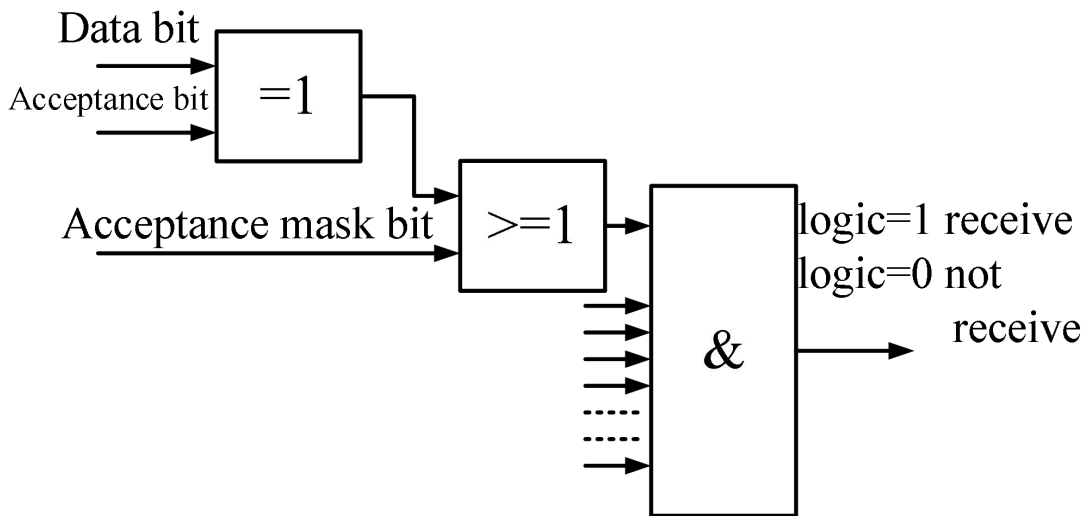 Data bit
=1
Acceptance bit
Acceptance mask bit
>=1
logic=1 receive
logic=0 not
receive
&